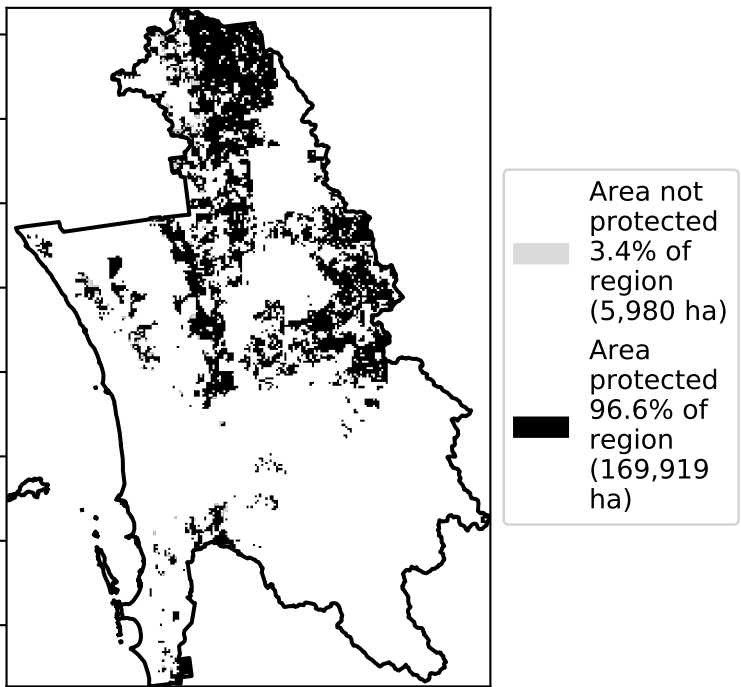 Area not
protected
3.4% of
region
(5,980 ha)
Area
protected
96.6% of
region
(169,919
ha)